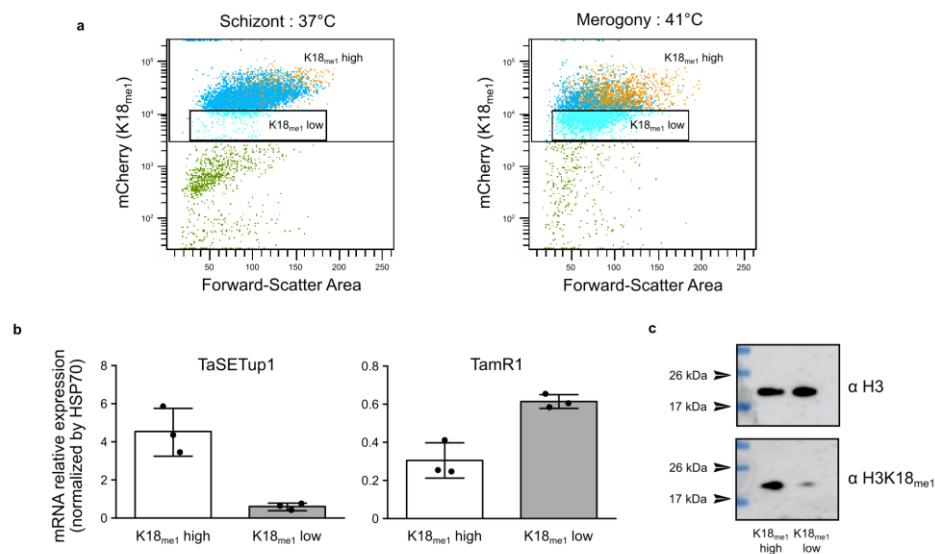 a
Schizont : 37°C
Merogony : 41°C
mCherry (K18me1)
10⁵
10⁴
10³
10²
K18me1 high
K18me1 low
50 100 150 200 250
Forward-Scatter Area
mCherry (K18me1)
10⁵
10⁴
10³
10²
K18me1 high
K18me1 low
50 100 150 200 250
Forward-Scatter Area
b
mRNA relative expression
(normalized by HSP70)
TaSETup1
8
6
4
2
0
K18me1 high K18me1 low
TamR1
0.8
0.6
0.4
0.2
0
K18me1 high K18me1 low
c
26 kDa
17 kDa
α H3
26 kDa
17 kDa
α H3K18me1
K18me1 high
K18me1 low